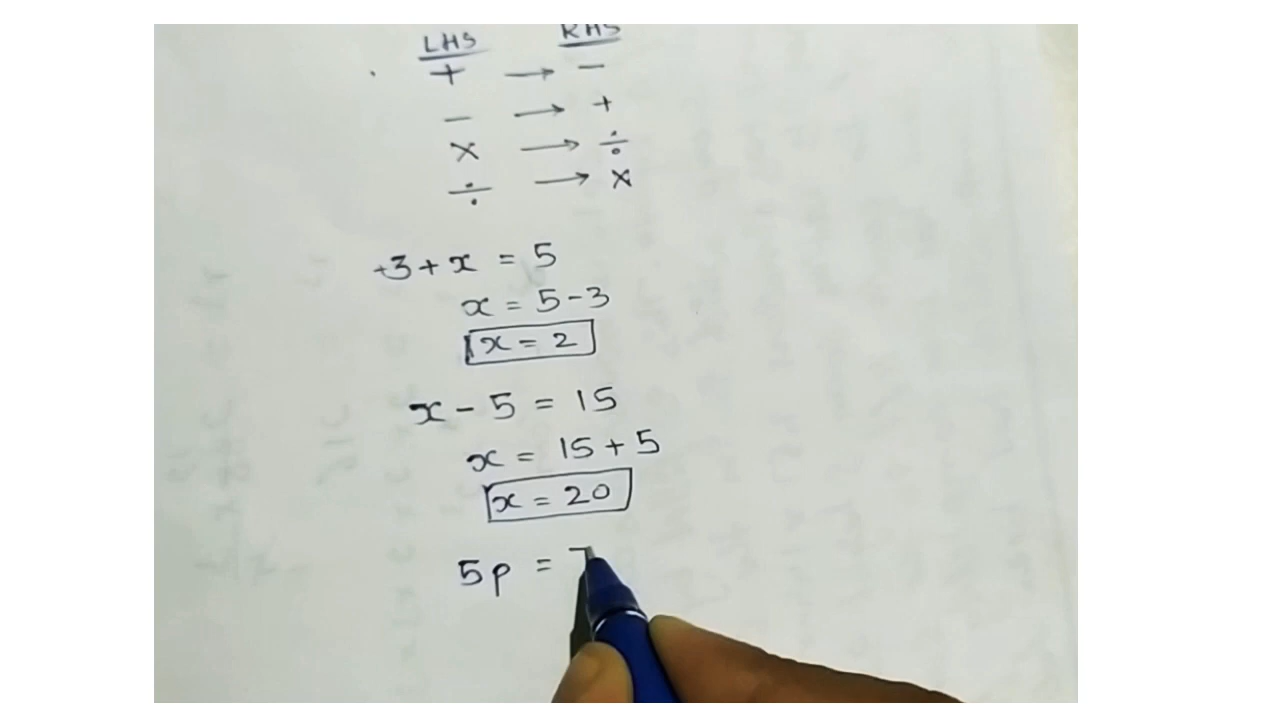 LHS RHS
+ → −
− → +
× → ÷
÷ → ×
+3 + x = 5
x = 5 - 3
x = 2
x - 5 = 15
x = 15 + 5
x = 20
5p =